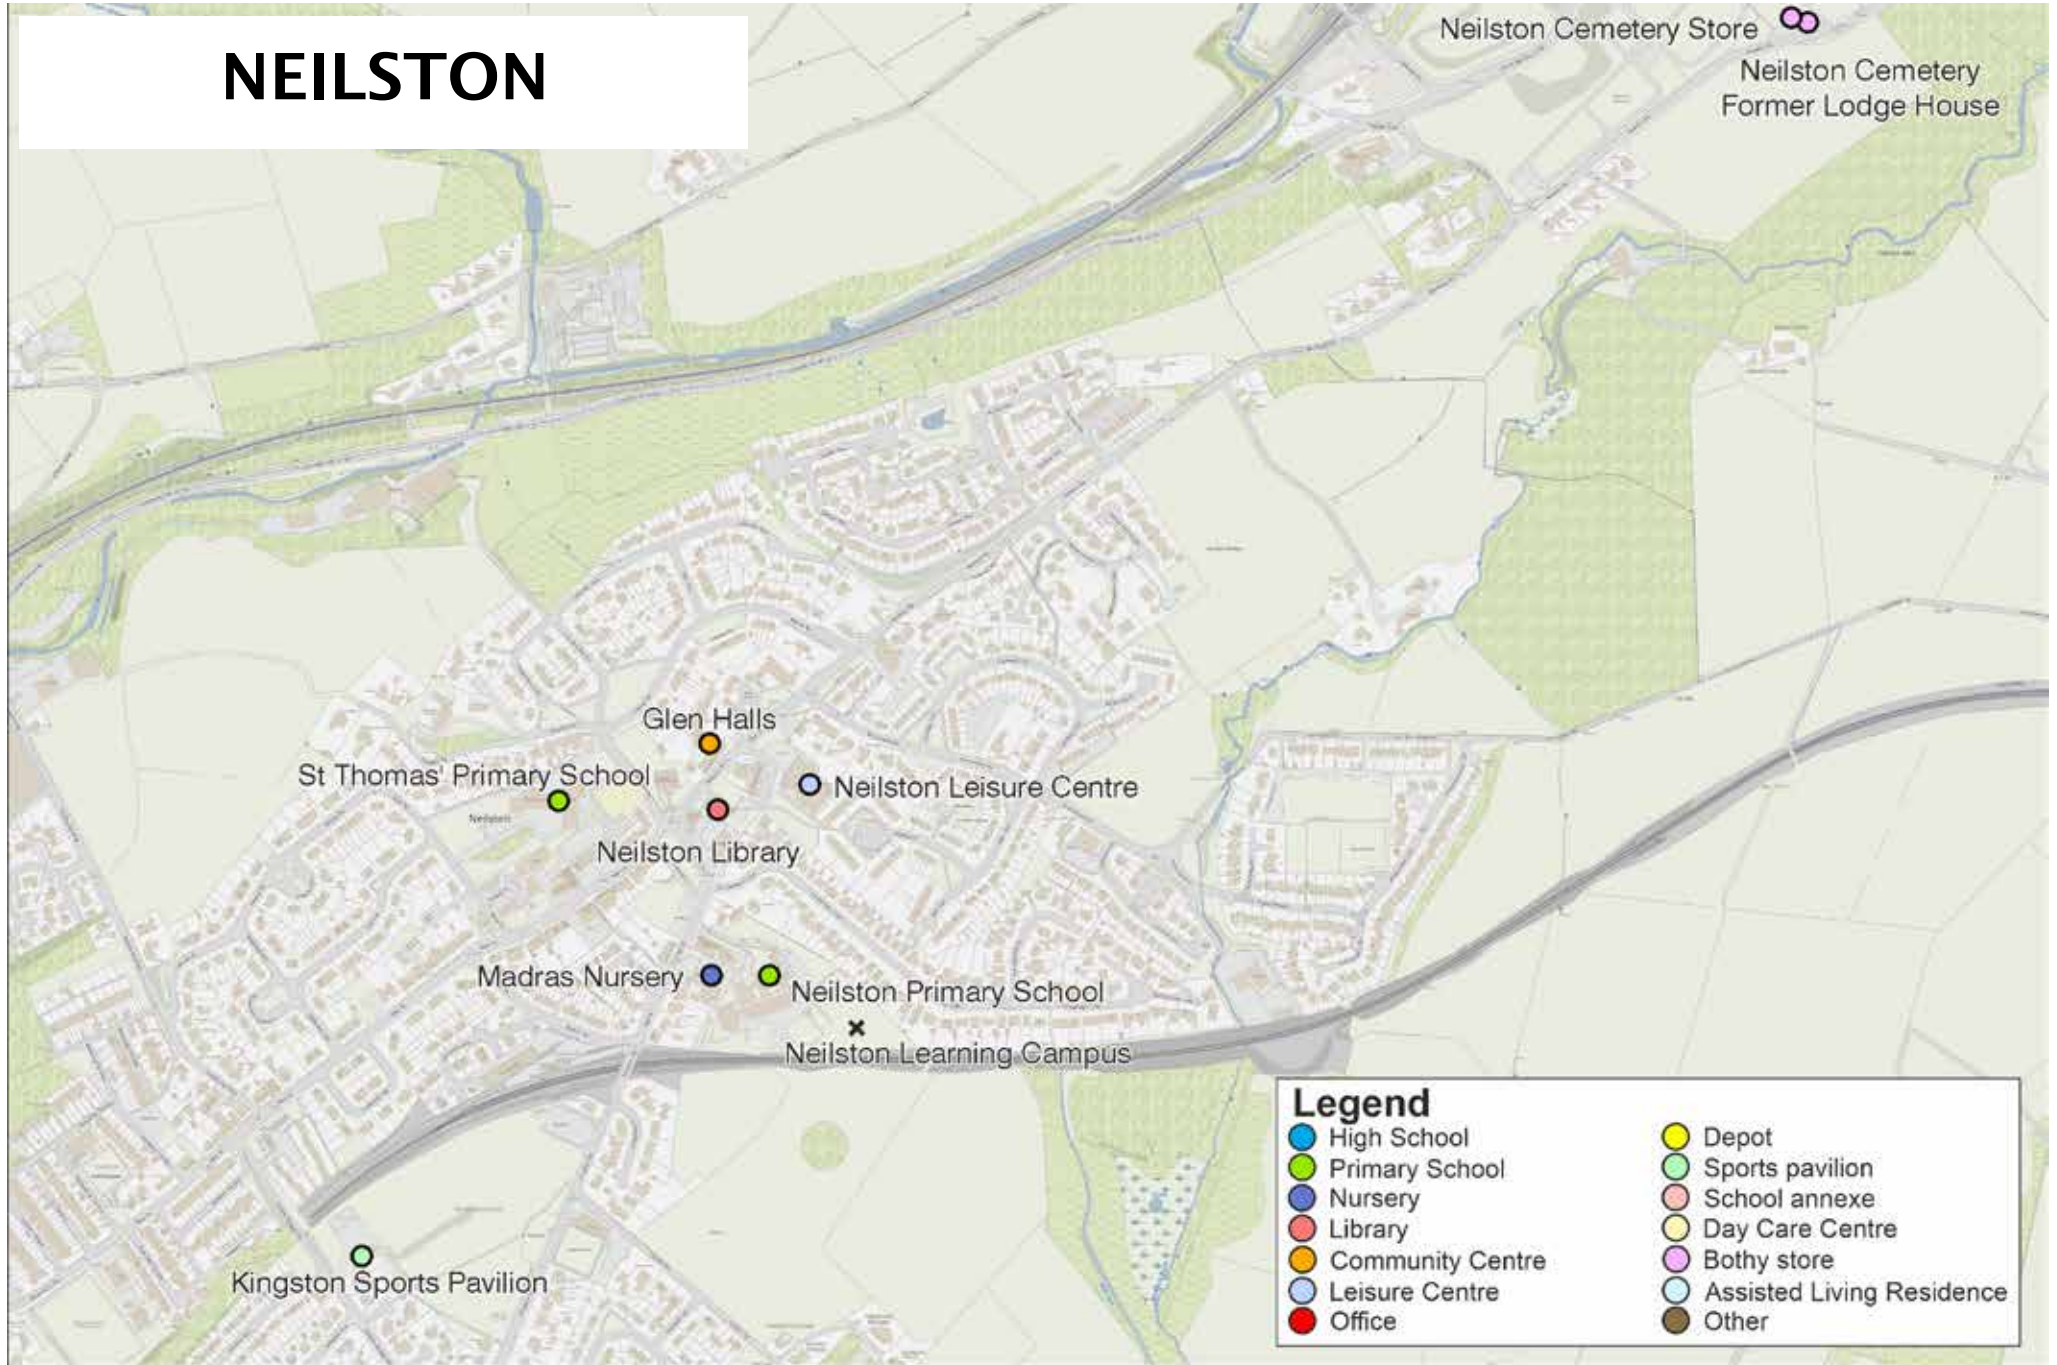 NEILSTON
Neilston Cemetery Store
Neilston Cemetery
Former Lodge House
Glen Halls
St Thomas' Primary School
Neilston Leisure Centre
Neilston
Neilston Library
Madras Nursery
Neilston Primary School
Neilston Learning Campus
Kingston Sports Pavilion
Legend
High School
Primary School
Nursery
Library
Community Centre
Leisure Centre
Office
Depot
Sports pavilion
School annexe
Day Care Centre
Bothy store
Assisted Living Residence
Other